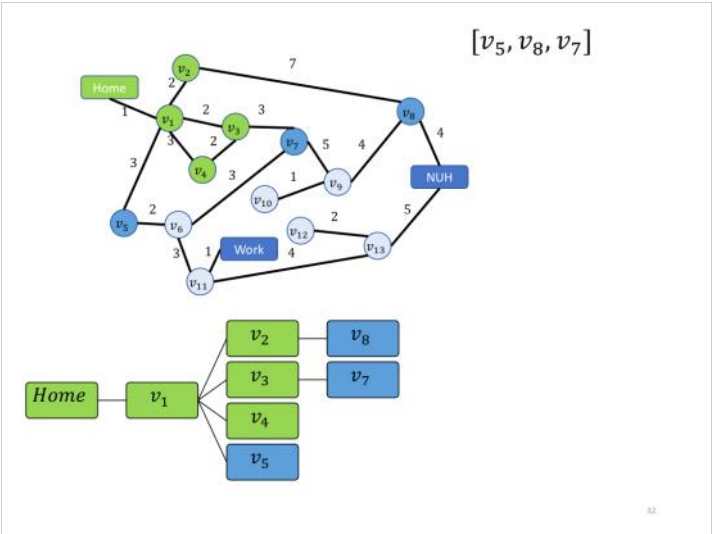 [v₅, v₈, v₇]
7
v₂
Home
2
1
v₁
2
v₃
3
v₈
3
2
v₄
v₇
5
4
4
3
3
1
v₉
NUH
v₁₀
v₅
2
v₆
v₁₂
2
5
v₁₃
3
1
Work
4
v₁₁
v₂
v₈
v₃
v₇
Home
v₁
v₄
v₅
32